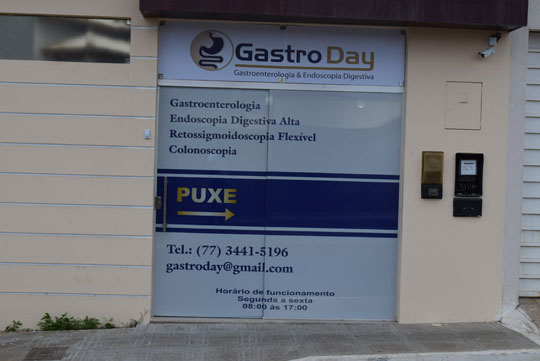 Gastro Day
Gastroenterologia & Endoscopia Digestiva
Gastroenterologia
Endoscopia Digestiva Alta
Retossigmoidoscopia Flexível
Colonoscopia
PUXE
Tel.: (77) 3441-5196
gastroday@gmail.com
Horário de funcionamento
Segunda a sexta
08:00 às 17:00